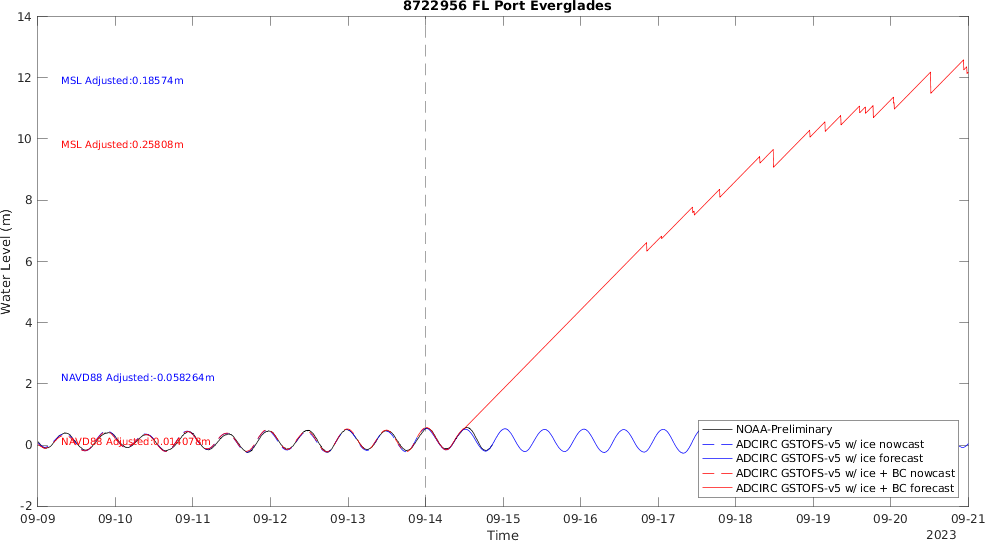 8722956 FL Port Everglades
14
12
10
8
6
4
2
0
-2
Water Level (m)
MSL Adjusted:0.18574m
MSL Adjusted:0.25808m
NAVD88 Adjusted:-0.058264m
NAVD88 Adjusted:0.014078m
NOAA-Preliminary
ADCIRC GSTOFS-v5 w/ ice nowcast
ADCIRC GSTOFS-v5 w/ ice forecast
ADCIRC GSTOFS-v5 w/ ice + BC nowcast
ADCIRC GSTOFS-v5 w/ ice + BC forecast
09-09 09-10 09-11 09-12 09-13 09-14 09-15 09-16 09-17 09-18 09-19 09-20 09-21
Time
2023